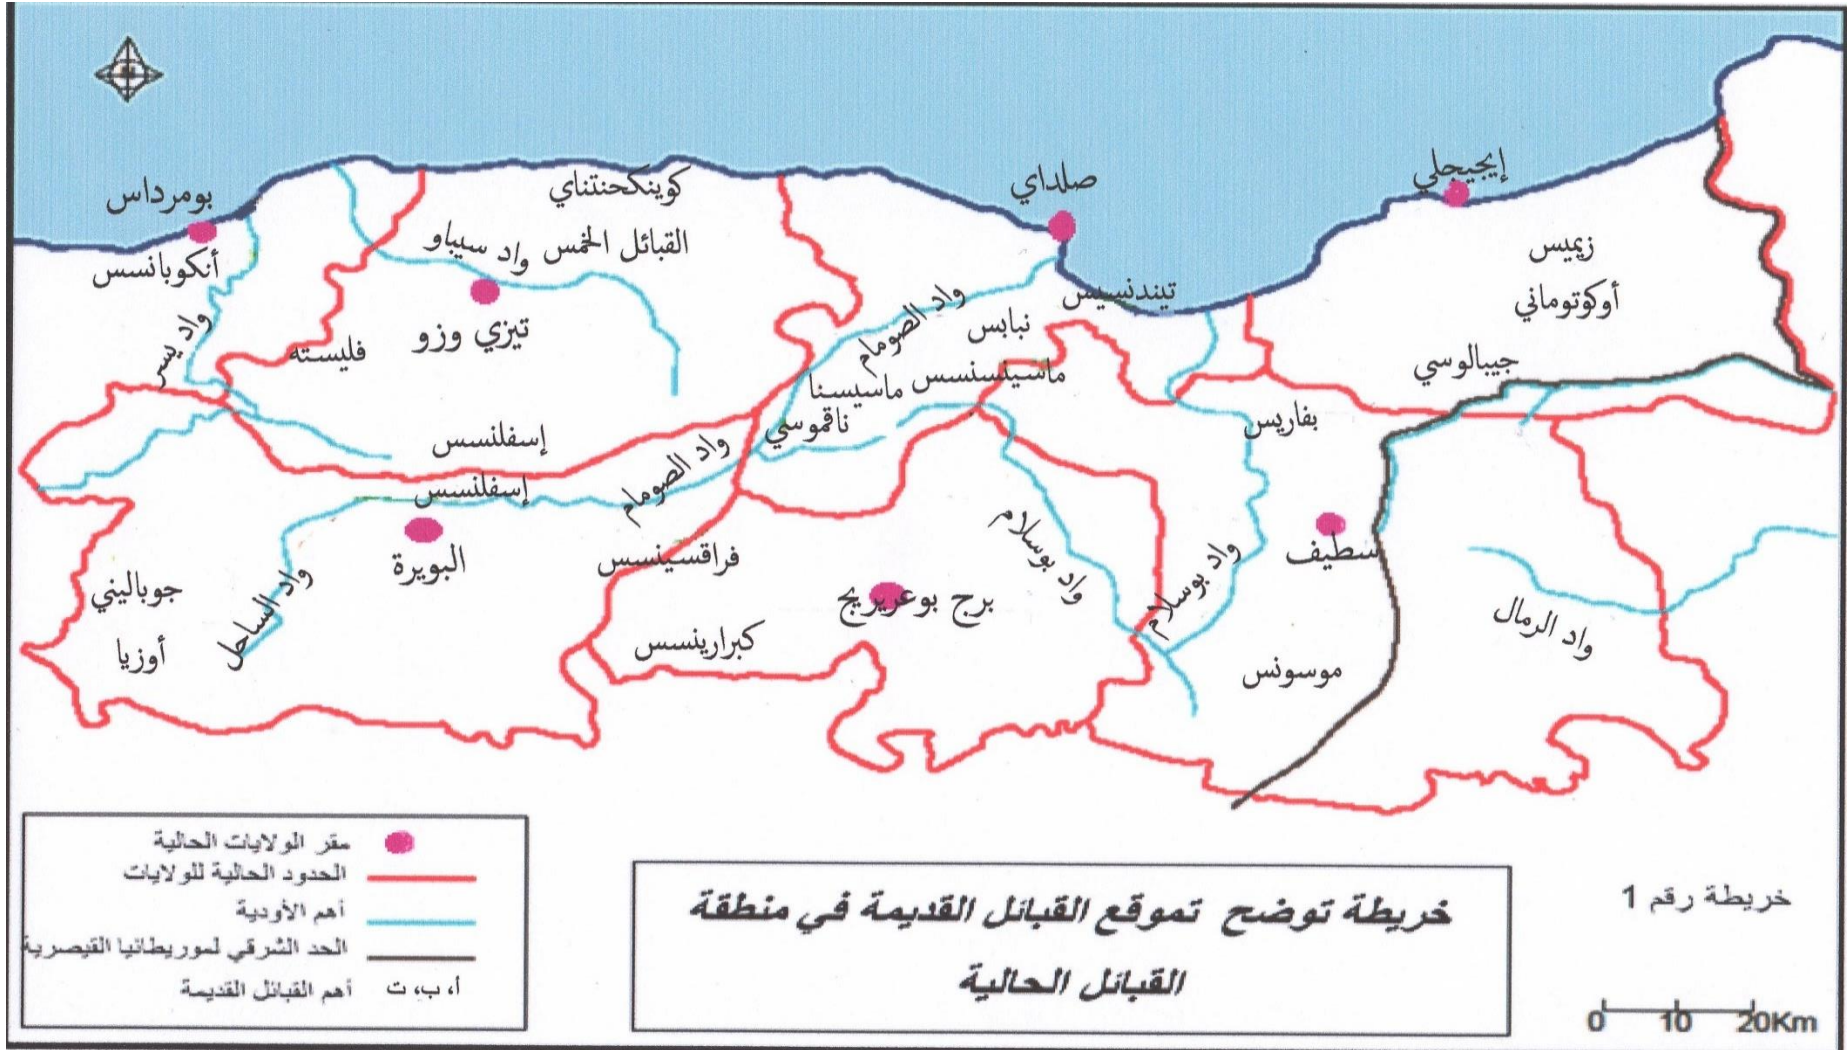 بومرداس
أنكوبانسس
واد يسر
كوينكحنتناي
القبائل الخمس
واد سيباو
تيزي وزو
فليسته
صلداي
إيجيجلي
زيميس
أوكوتوماني
جيبالوسي
تيندنسيس
نبابس
واد الصومام
ماسينسنسس
ماسيسنا
ناقموسي
بفاريس
إسفلنسس
إسفلنسس
واد الصومام
البويرة
فراقسينسس
برج بوعريريج
كبرارينسس
واد بوسلام
واد بوسلام
سطيف
موسونس
واد الرمال
جوباليني
أوزيا
واد الساحل
مقر الولايات الحالية
الحدود الحالية للولايات
أهم الأودية
الحد الشرقي لموريطانيا القيصرية
أ، ب، ت أهم القبائل القديمة
خريطة توضح تموقع القبائل القديمة في منطقة
القبائل الحالية
خريطة رقم 1
0 10 20Km